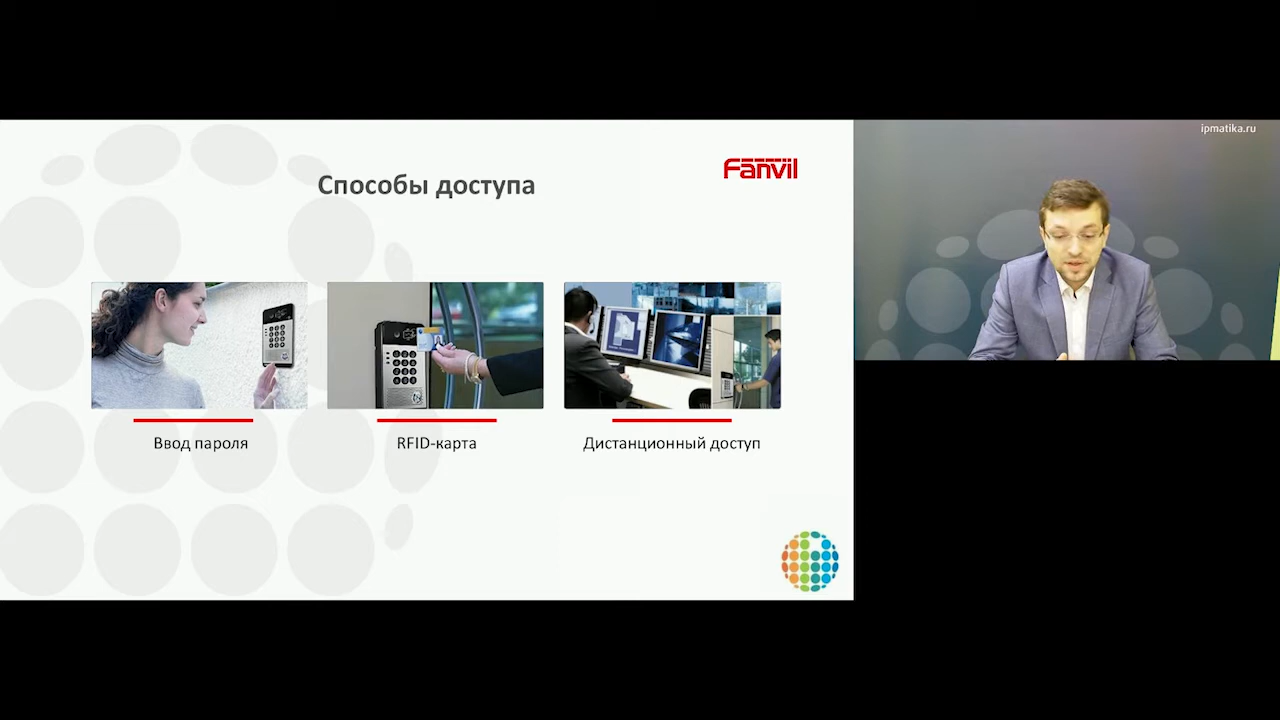 Способы доступа
Fanvil
Ввод пароля
RFID-карта
Дистанционный доступ
ipmatika.ru